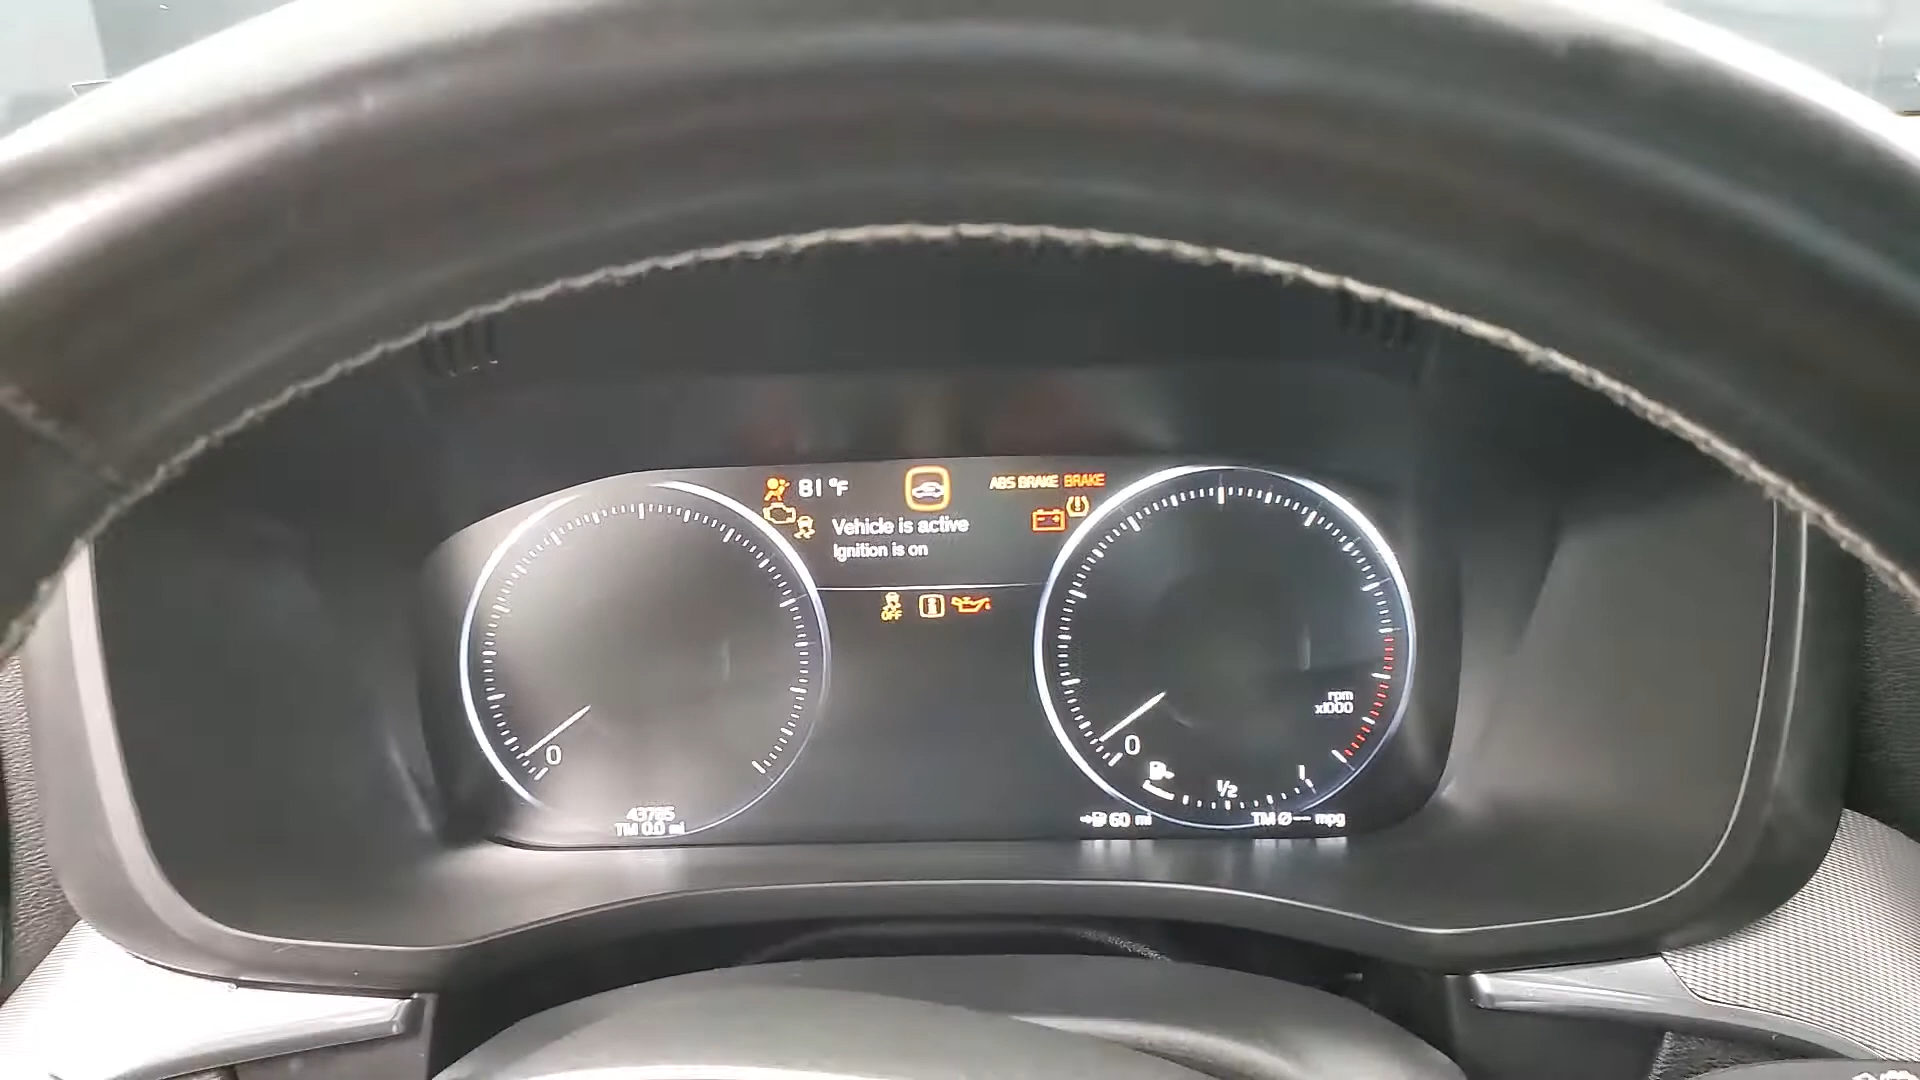 81 °F
ABS BRAKE BRAKE
Vehicle is active
Ignition is on
OFF
rpm
x1000
0
0
1/2
1
43785
TM 0.0 mi
60 mi
TM Ø -- mpg